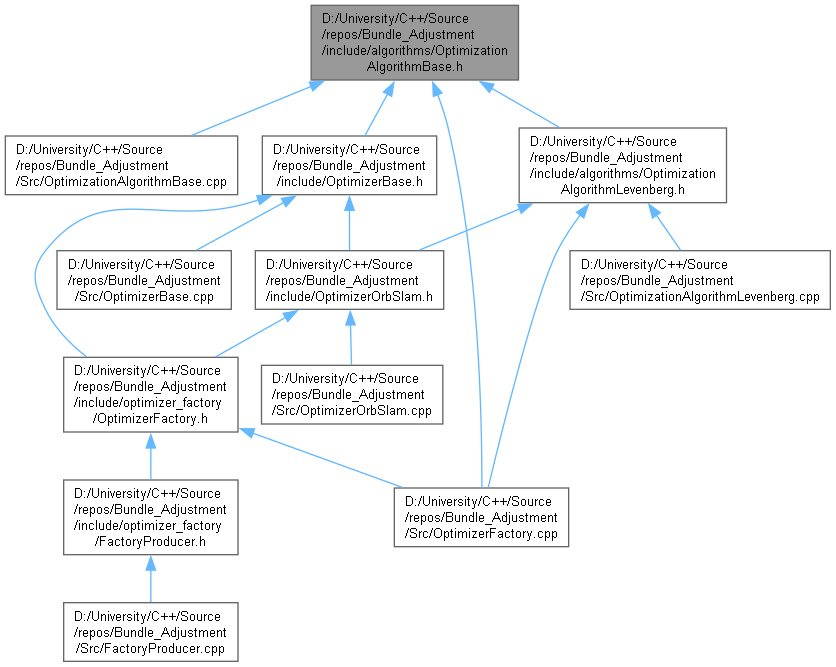 D:/University/C++/Source
/repos/Bundle_Adjustment
/include/algorithms/Optimization
AlgorithmBase.h
D:/University/C++/Source
/repos/Bundle_Adjustment
/Src/OptimizationAlgorithmBase.cpp
D:/University/C++/Source
/repos/Bundle_Adjustment
/include/OptimizerBase.h
D:/University/C++/Source
/repos/Bundle_Adjustment
/include/algorithms/Optimization
AlgorithmLevenberg.h
D:/University/C++/Source
/repos/Bundle_Adjustment
/Src/OptimizerBase.cpp
D:/University/C++/Source
/repos/Bundle_Adjustment
/include/OptimizerOrbSlam.h
D:/University/C++/Source
/repos/Bundle_Adjustment
/Src/OptimizationAlgorithmLevenberg.cpp
D:/University/C++/Source
/repos/Bundle_Adjustment
/include/optimizer_factory
/OptimizerFactory.h
D:/University/C++/Source
/repos/Bundle_Adjustment
/Src/OptimizerOrbSlam.cpp
D:/University/C++/Source
/repos/Bundle_Adjustment
/include/optimizer_factory
/FactoryProducer.h
D:/University/C++/Source
/repos/Bundle_Adjustment
/Src/OptimizerFactory.cpp
D:/University/C++/Source
/repos/Bundle_Adjustment
/Src/FactoryProducer.cpp